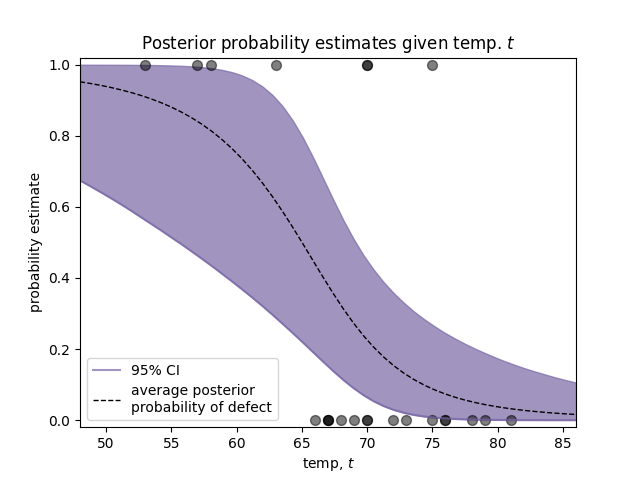 Posterior probability estimates given temp. t
1.0
0.8
0.6
0.4
0.2
0.0
probability estimate
95% CI
average posterior
probability of defect
50 55 60 65 70 75 80 85
temp, t